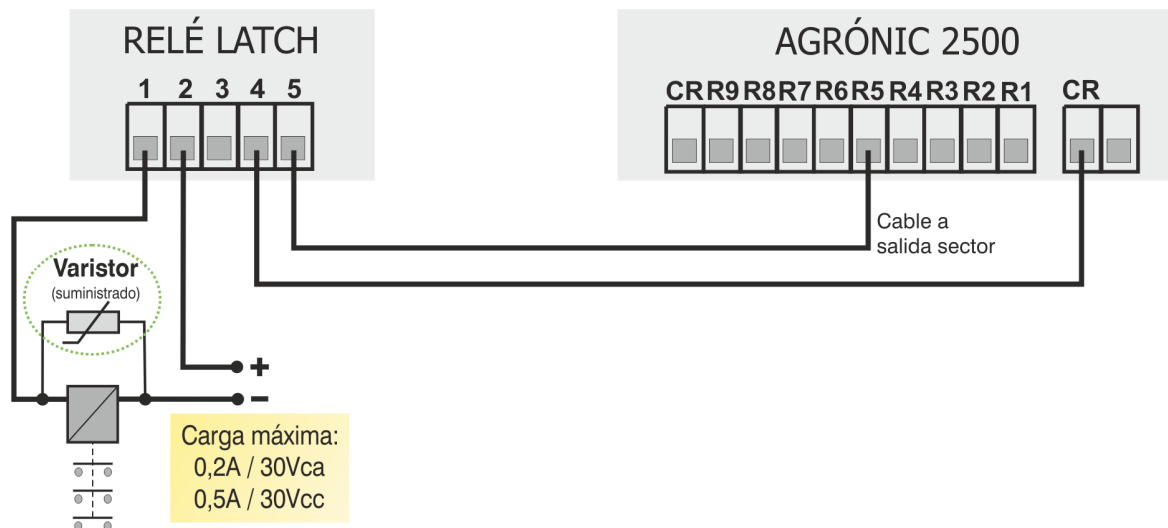 RELÉ LATCH
1 2 3 4 5
AGRÓNIC 2500
CR R9 R8 R7 R6 R5 R4 R3 R2 R1 CR
Cable a
salida sector
Varistor
(suministrado)
+
−
Carga máxima:
0,2A / 30Vca
0,5A / 30Vcc